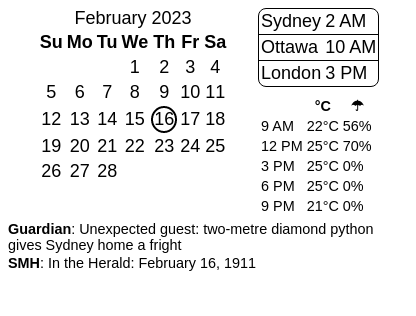 February 2023
Su Mo Tu We Th Fr Sa
1 2 3 4
5 6 7 8 9 10 11
12 13 14 15 16 17 18
19 20 21 22 23 24 25
26 27 28
Sydney 2 AM
Ottawa 10 AM
London 3 PM
°C ☂
9 AM 22°C 56%
12 PM 25°C 70%
3 PM 25°C 0%
6 PM 25°C 0%
9 PM 21°C 0%
Guardian: Unexpected guest: two-metre diamond python
gives Sydney home a fright
SMH: In the Herald: February 16, 1911